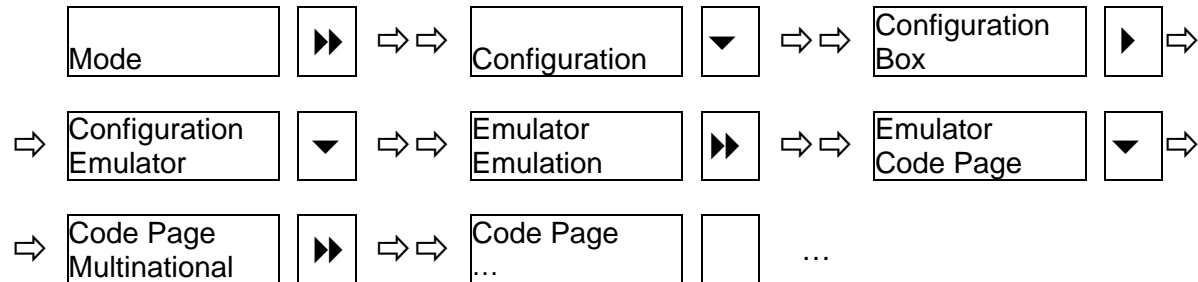 Mode
Configuration
Configuration
Box
Configuration
Emulator
Emulator
Emulation
Emulator
Code Page
Code Page
Multinational
Code Page
…
…